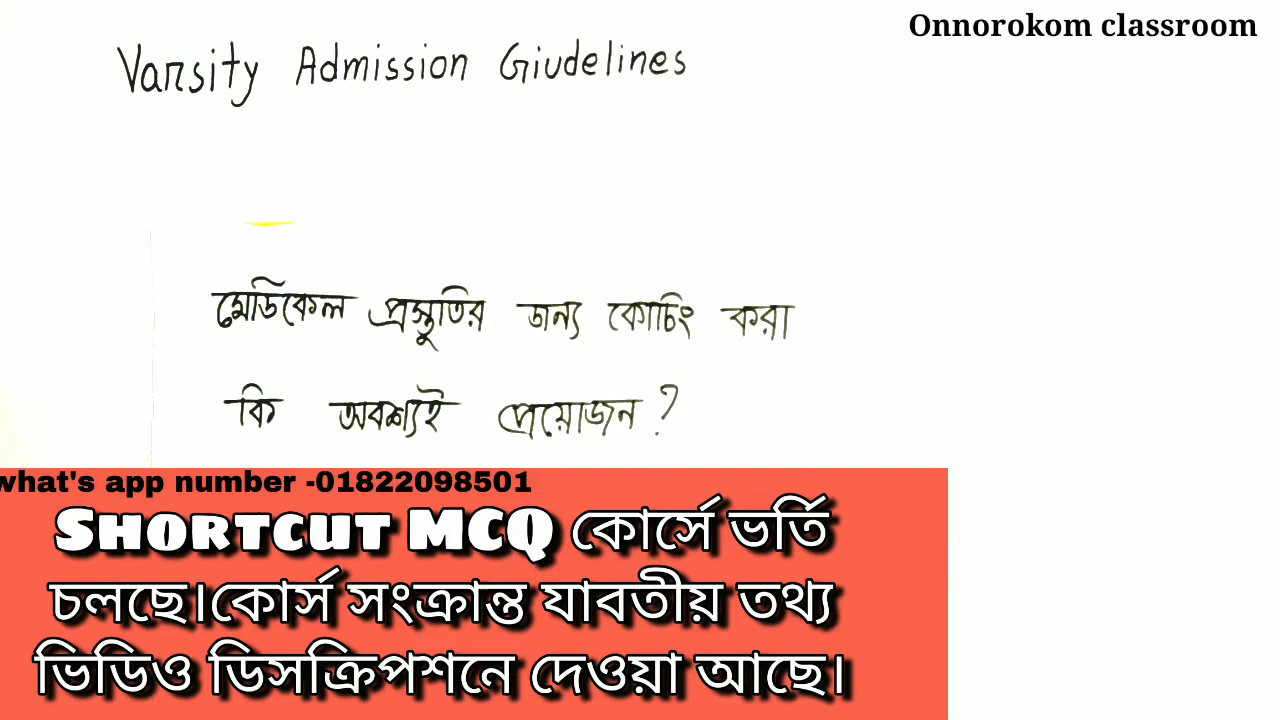 Onnorokom classroom
Varsity Admission Giudelines
মেডিকেল প্রস্তুতির জন্য কোচিং করা
কি অবশ্যই প্রয়োজন?
what's app number -01822098501
Shortcut MCQ কোর্সে ভর্তি
চলছে।কোর্স সংক্রান্ত যাবতীয় তথ্য
ভিডিও ডিসক্রিপশনে দেওয়া আছে।